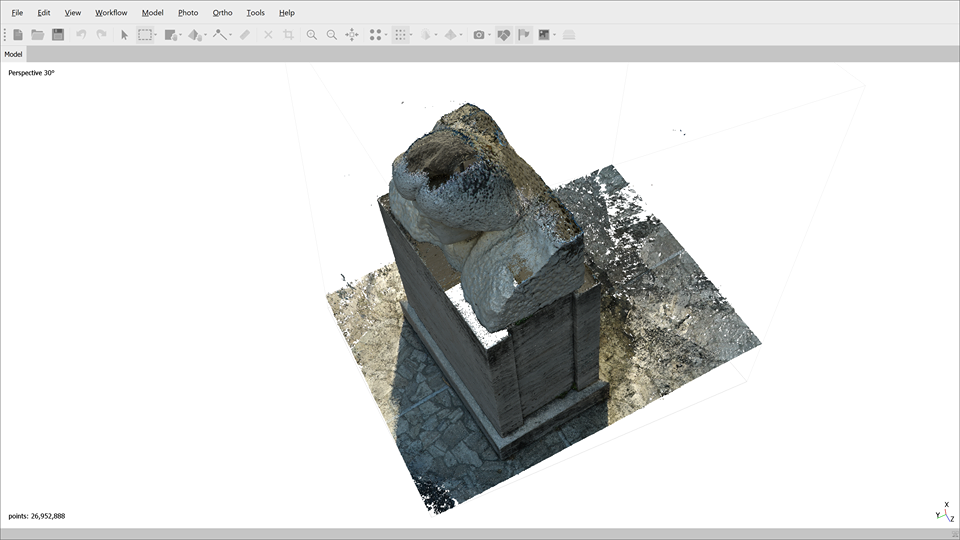 File Edit View Workflow Model Photo Ortho Tools Help
Model
Perspective 30°
points: 26,952,888
X
Y Z